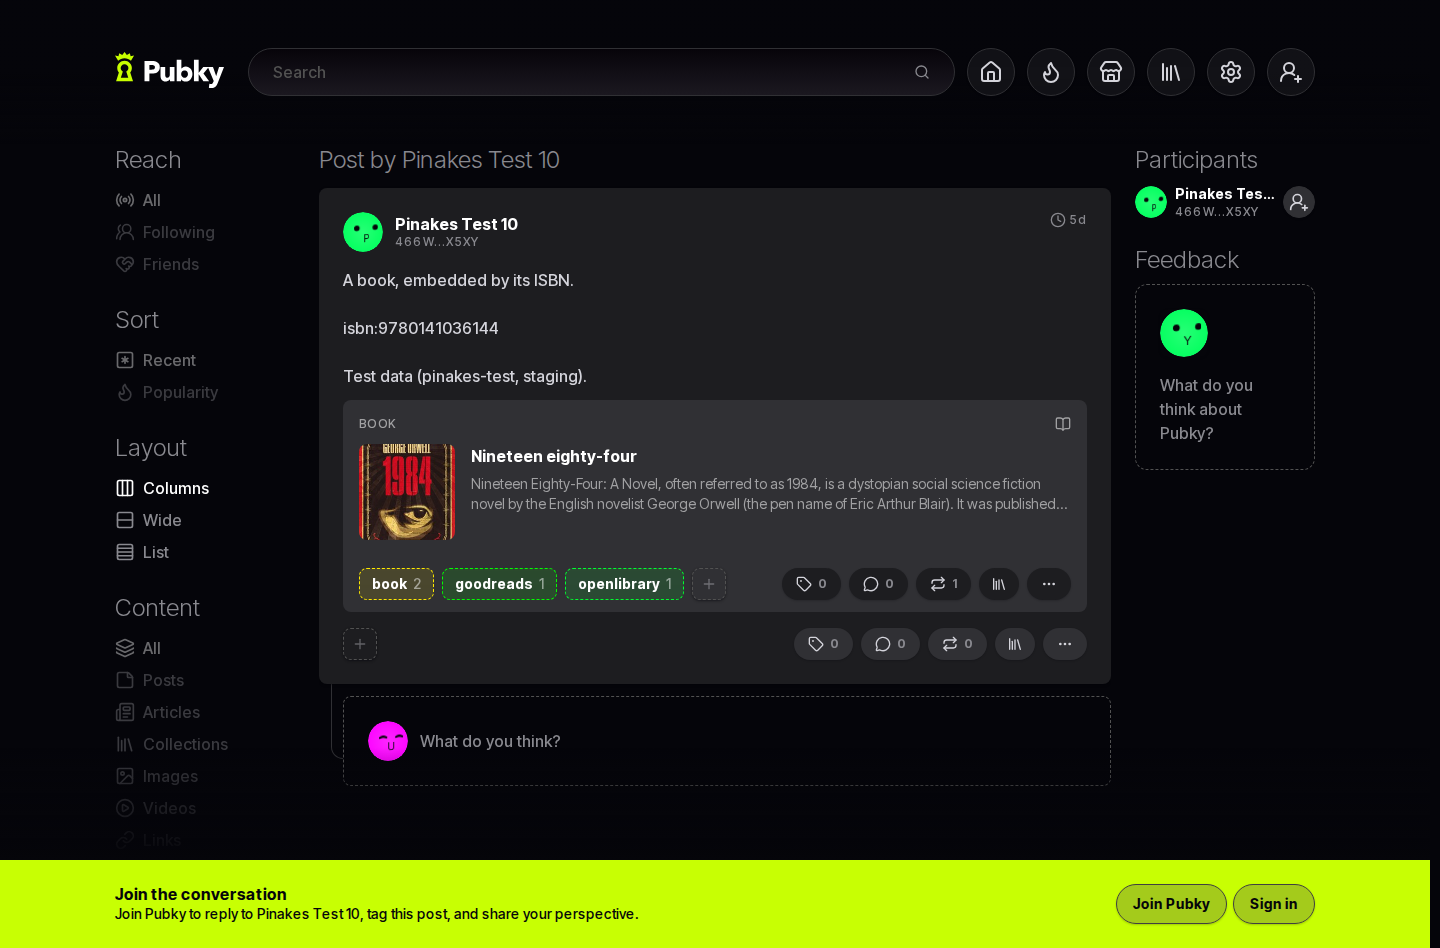 Pubky
Search
Reach
All
Following
Friends
Sort
Recent
Popularity
Layout
Columns
Wide
List
Content
All
Posts
Articles
Collections
Images
Videos
Links
Post by Pinakes Test 10
P
Pinakes Test 10
466W...X5XY
5d
A book, embedded by its ISBN.
isbn:9780141036144
Test data (pinakes-test, staging).
BOOK
GEORGE ORWELL
1984
Nineteen eighty-four
Nineteen Eighty-Four: A Novel, often referred to as 1984, is a dystopian social science fiction
novel by the English novelist George Orwell (the pen name of Eric Arthur Blair). It was published...
book 2
goodreads 1
openlibrary 1
0
0
1
0
0
0
U
What do you think?
Participants
P
Pinakes Tes...
466W...X5XY
Feedback
Y
What do you
think about
Pubky?
Join the conversation
Join Pubky to reply to Pinakes Test 10, tag this post, and share your perspective.
Join Pubky
Sign in